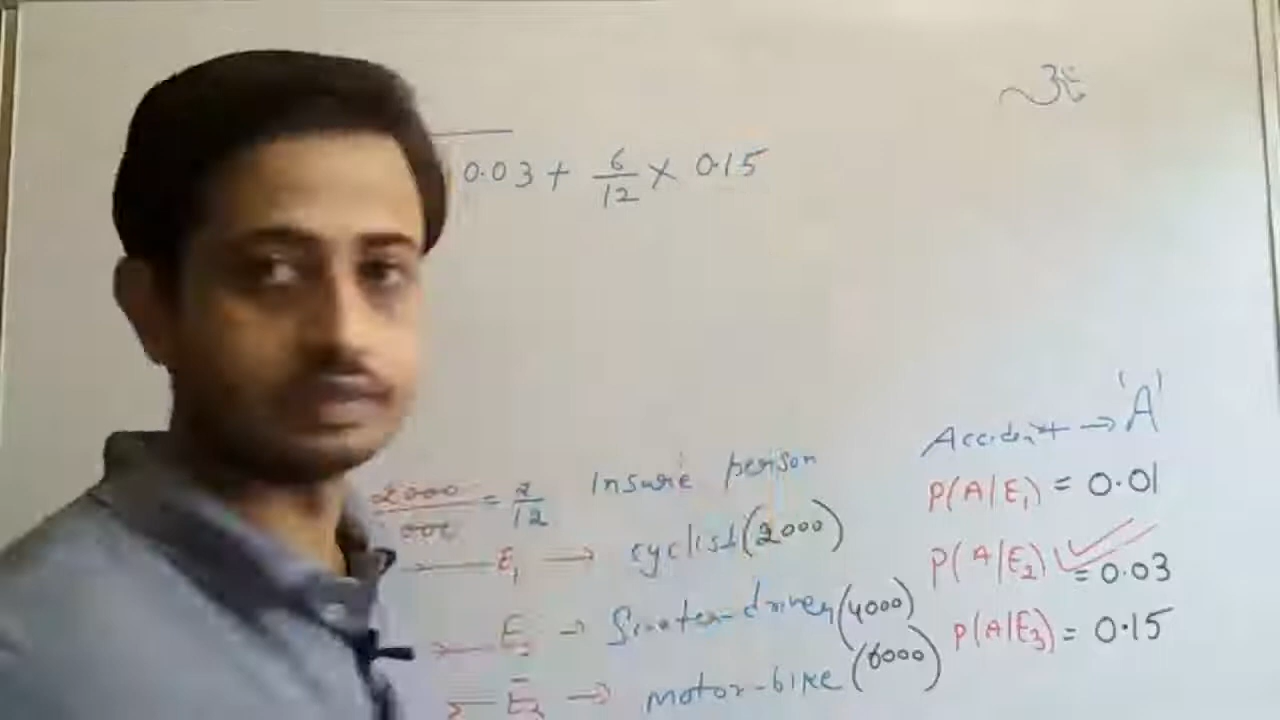 0.03 + 6/12 × 0.15
Accident → 'A'
2000 = 2/12 Insure perison
P(A|E₁) = 0.01
E₁ → cyclist (2000)
P(A|E₂) = 0.03
E₂ → Scooter-driver (4000)
P(A|E₃) = 0.15
E₃ → motor-bike (6000)